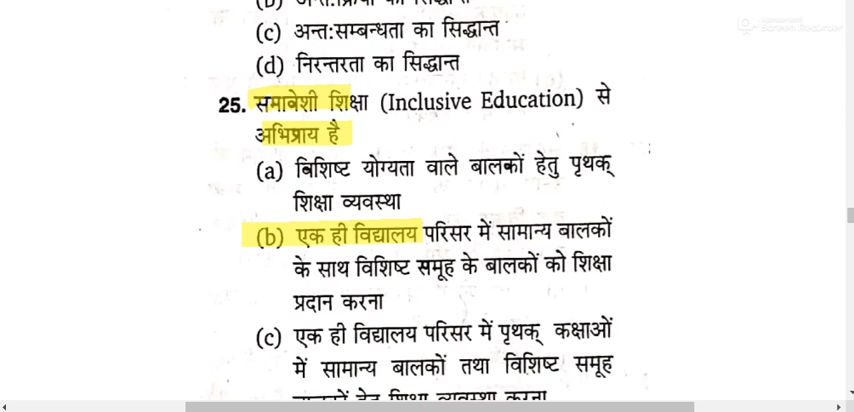 (c) अन्त:सम्बन्धता का सिद्धान्त
(d) निरन्तरता का सिद्धान्त
25. समावेशी शिक्षा (Inclusive Education) से
अभिप्राय है
(a) विशिष्ट योग्यता वाले बालकों हेतु पृथक्
शिक्षा व्यवस्था
(b) एक ही विद्यालय परिसर में सामान्य बालकों
के साथ विशिष्ट समूह के बालकों को शिक्षा
प्रदान करना
(c) एक ही विद्यालय परिसर में पृथक् कक्षाओं
में सामान्य बालकों तथा विशिष्ट समूह